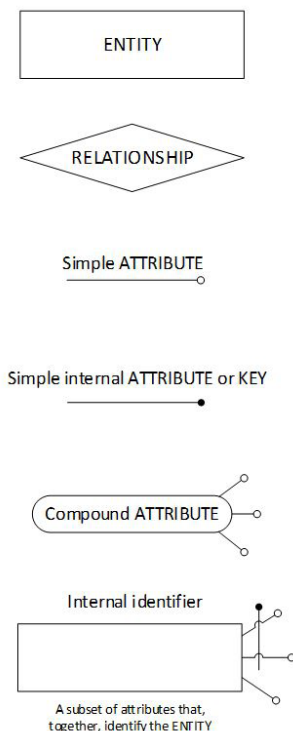 ENTITY
RELATIONSHIP
Simple ATTRIBUTE
Simple internal ATTRIBUTE or KEY
Compound ATTRIBUTE
Internal identifier
A subset of attributes that,
together, identify the ENTITY